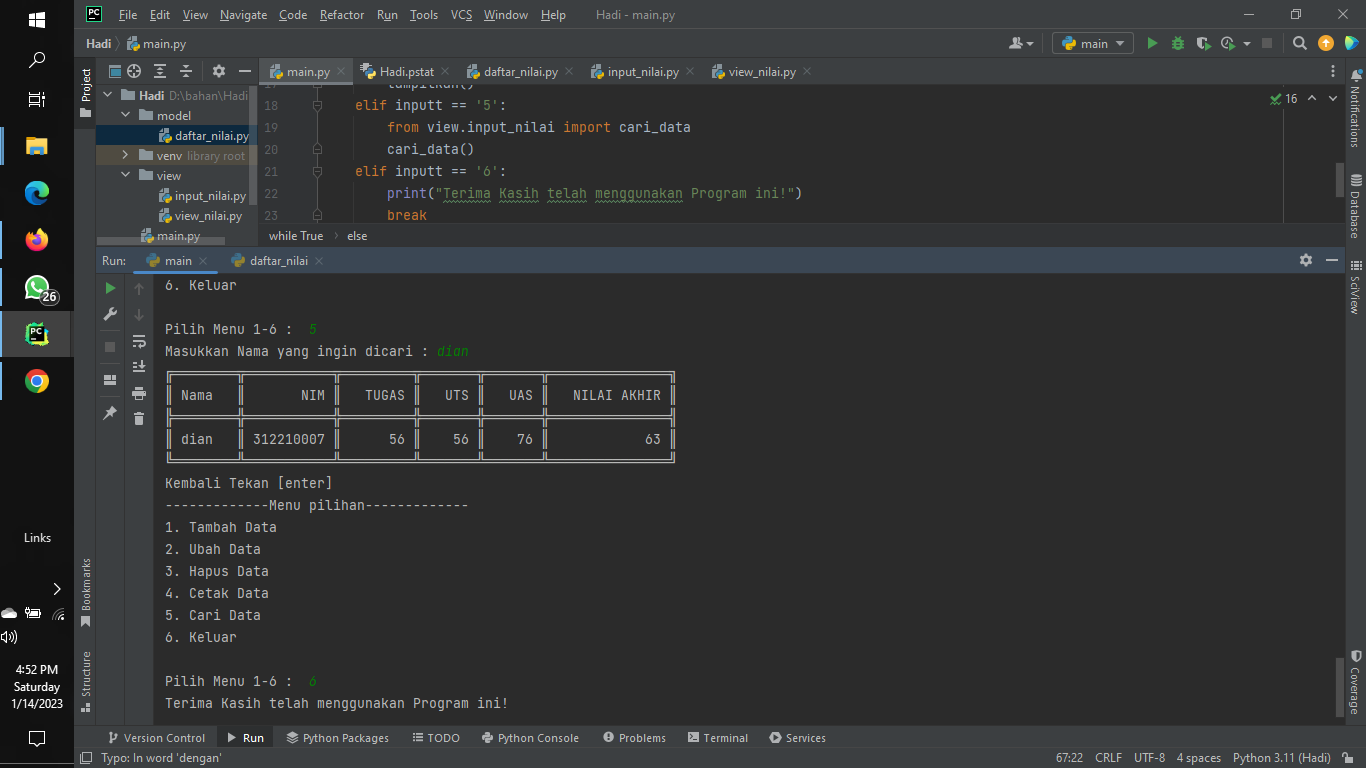 File Edit View Navigate Code Refactor Run Tools VCS Window Help Hadi - main.py
Hadi main.py main
Project
main.py Hadi.pstat daftar_nilai.py input_nilai.py view_nilai.py
Hadi D:\bahan\Hadi
model
daftar_nilai.py
venv library root
view
input_nilai.py
view_nilai.py
main.py
17 tampilkan()
18 elif inputt == '5':
19 from view.input_nilai import cari_data
20 cari_data()
21 elif inputt == '6':
22 print("Terima Kasih telah menggunakan Program ini!")
23 break
16
while True else
Notifications
Database
SciView
Coverage
Run: main daftar_nilai
6. Keluar
Pilih Menu 1-6 : 5
Masukkan Nama yang ingin dicari : dian
Nama NIM TUGAS UTS UAS NILAI AKHIR
dian 312210007 56 56 76 63
Kembali Tekan [enter]
-------------Menu pilihan-------------
1. Tambah Data
2. Ubah Data
3. Hapus Data
4. Cetak Data
5. Cari Data
6. Keluar
Pilih Menu 1-6 : 6
Terima Kasih telah menggunakan Program ini!
Bookmarks
Structure
Version Control Run Python Packages TODO Python Console Problems Terminal Services
Typo: In word 'dengan' 67:22 CRLF UTF-8 4 spaces Python 3.11 (Hadi)
PC
26
PC
Links
4:52 PM
Saturday
1/14/2023